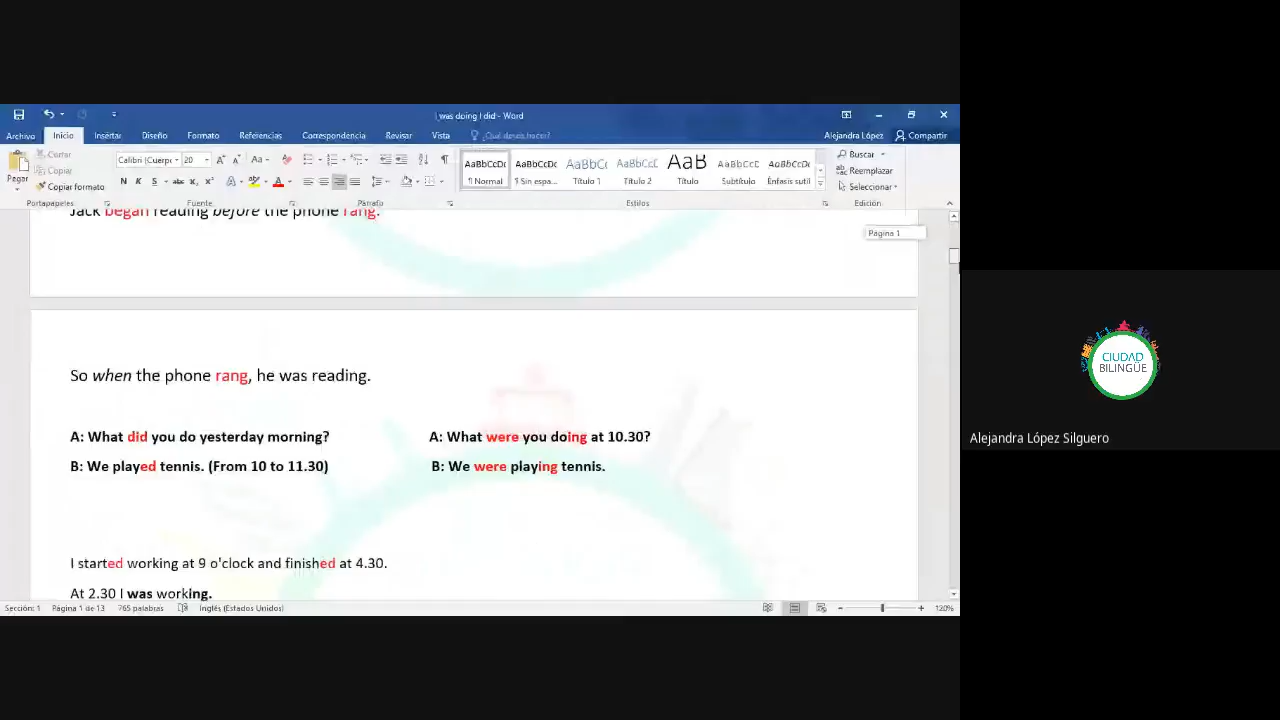 I was doing I did - Word
Archivo Inicio Insertar Diseño Formato Referencias Correspondencia Revisar Vista ¿Qué desea hacer? Alejandra López Compartir
Pegar
Cortar
Copiar
Copiar formato
Portapapeles
Calibri (Cuerp 20
N K S abc x₂ x²
Fuente
Párrafo
AaBbCcDc AaBbCcDc AaBbCc AaBbCcC AaB AaBbCcC AaBbCcDc
¶ Normal ¶ Sin espa... Título 1 Título 2 Título Subtítulo Énfasis sutil
Estilos
Buscar
Reemplazar
Seleccionar
Edición
Jack began reading before the phone rang.
Página 1
So when the phone rang, he was reading.
A: What did you do yesterday morning? A: What were you doing at 10.30?
B: We played tennis. (From 10 to 11.30) B: We were playing tennis.
I started working at 9 o'clock and finished at 4.30.
At 2.30 I was working.
Sección: 1 Página 1 de 13 765 palabras Inglés (Estados Unidos) 120%
CIUDAD
BILINGÜE
Alejandra López Silguero